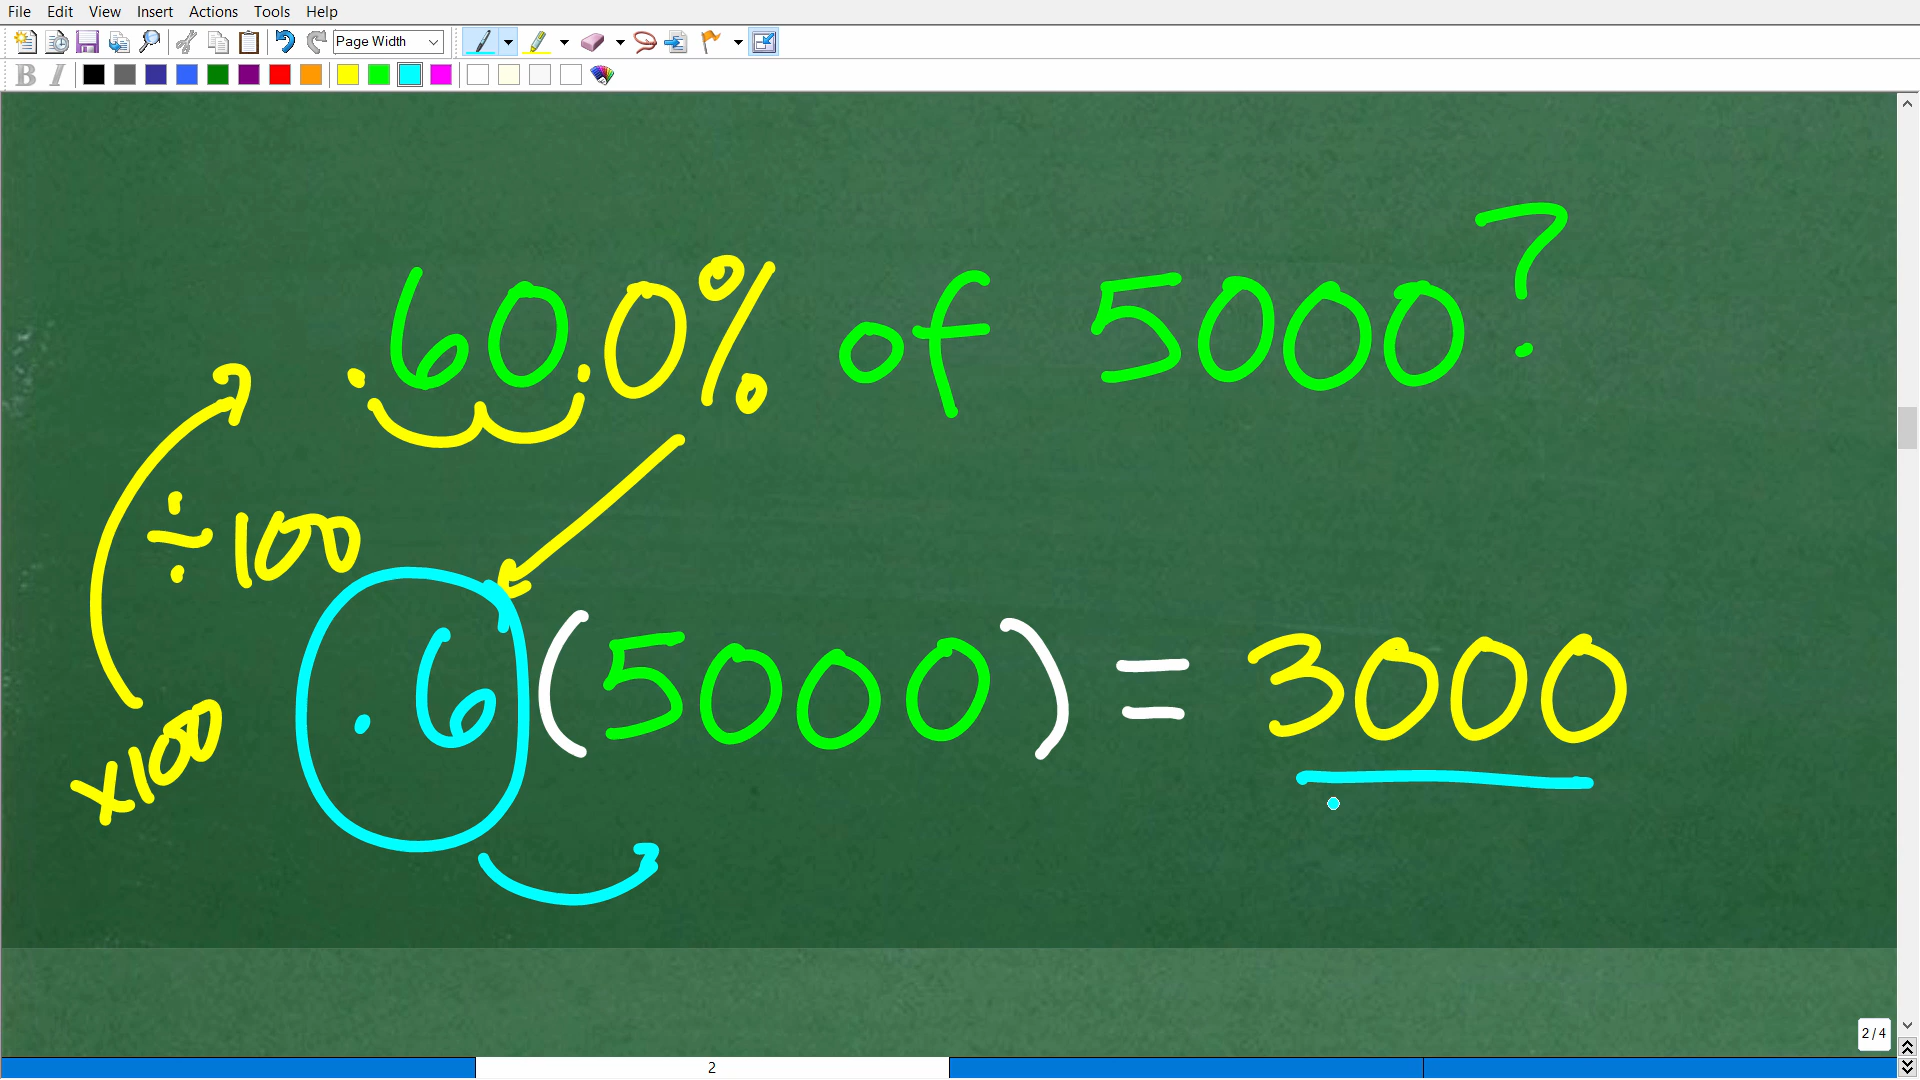 File Edit View Insert Actions Tools Help
Page Width
B I
.60.0% of 5000?
÷100
x100
.6(5000) = 3000
2 / 4
2